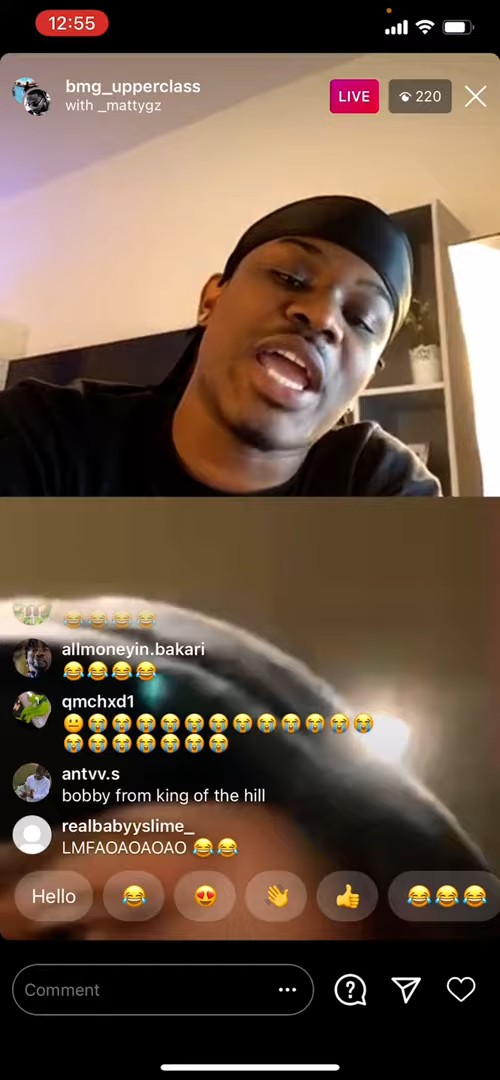 12:55
bmg_upperclass
with _mattygz
LIVE
220
😂😂😂😂
allmoneyin.bakari
😂😂😂😂
qmchxd1
😐😭😭😭😭😭😭😭😭😭😭😭😭
😭😭😭😭😭😭😭
antvv.s
bobby from king of the hill
realbabyyslime_
LMFAOAOAOAO 😂😂
Hello 😂 😍 👋 👍 😂😂😂
Comment